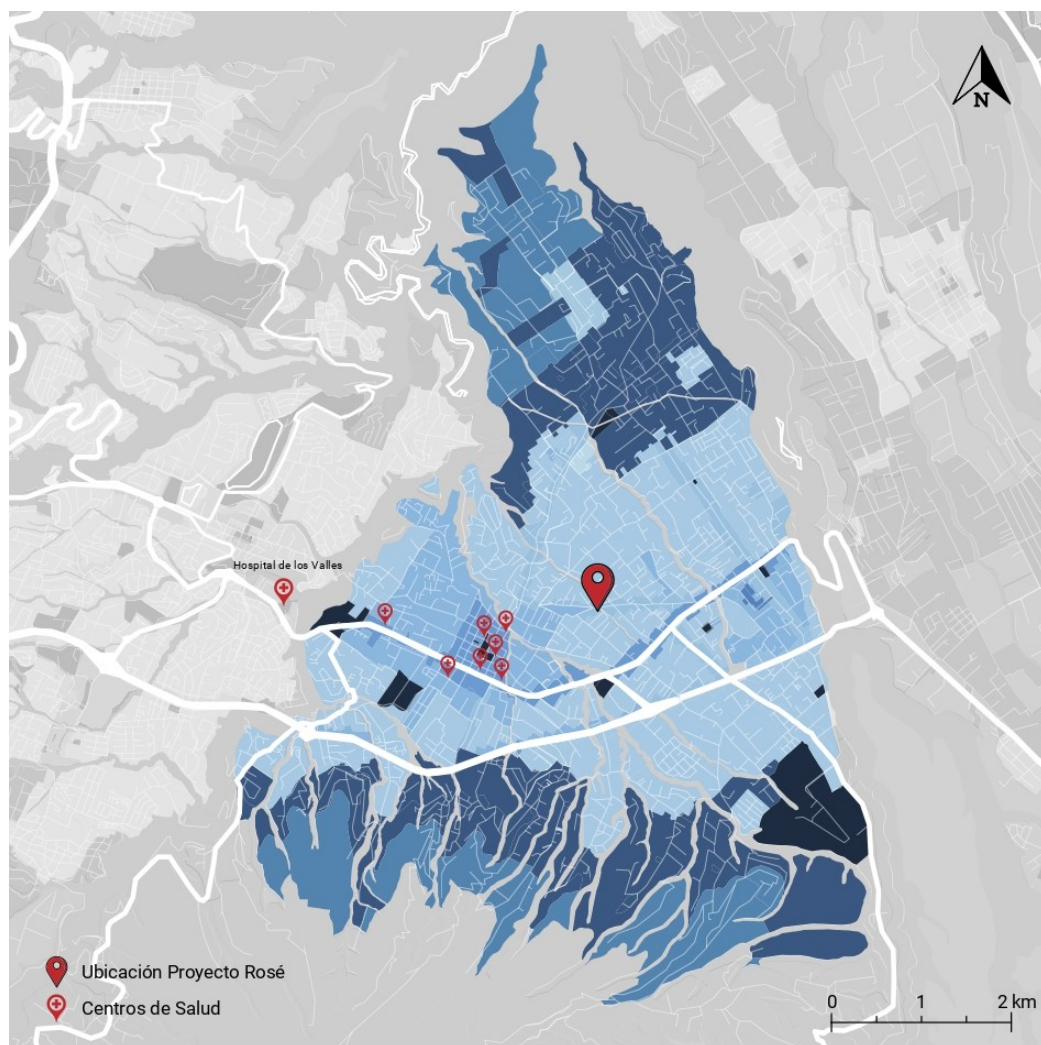 N
Hospital de los Valles
Ubicación Proyecto Rosé
Centros de Salud
0 1 2 km